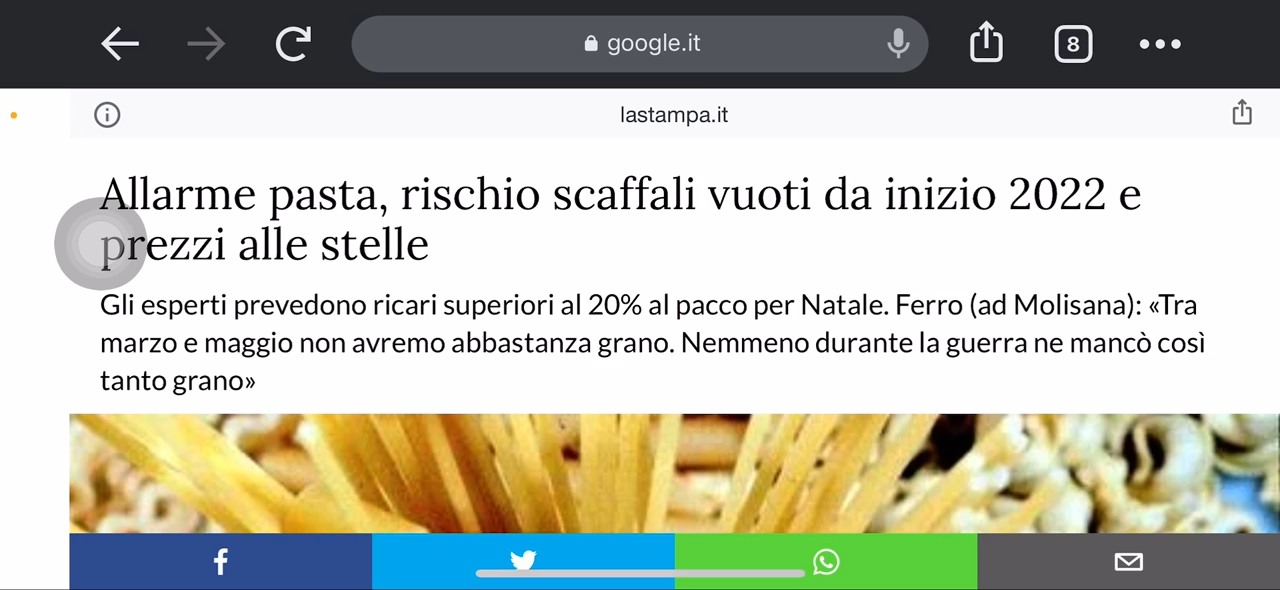 google.it
8
lastampa.it
Allarme pasta, rischio scaffali vuoti da inizio 2022 e
prezzi alle stelle
Gli esperti prevedono ricari superiori al 20% al pacco per Natale. Ferro (ad Molisana): «Tra
marzo e maggio non avremo abbastanza grano. Nemmeno durante la guerra ne mancò così
tanto grano»